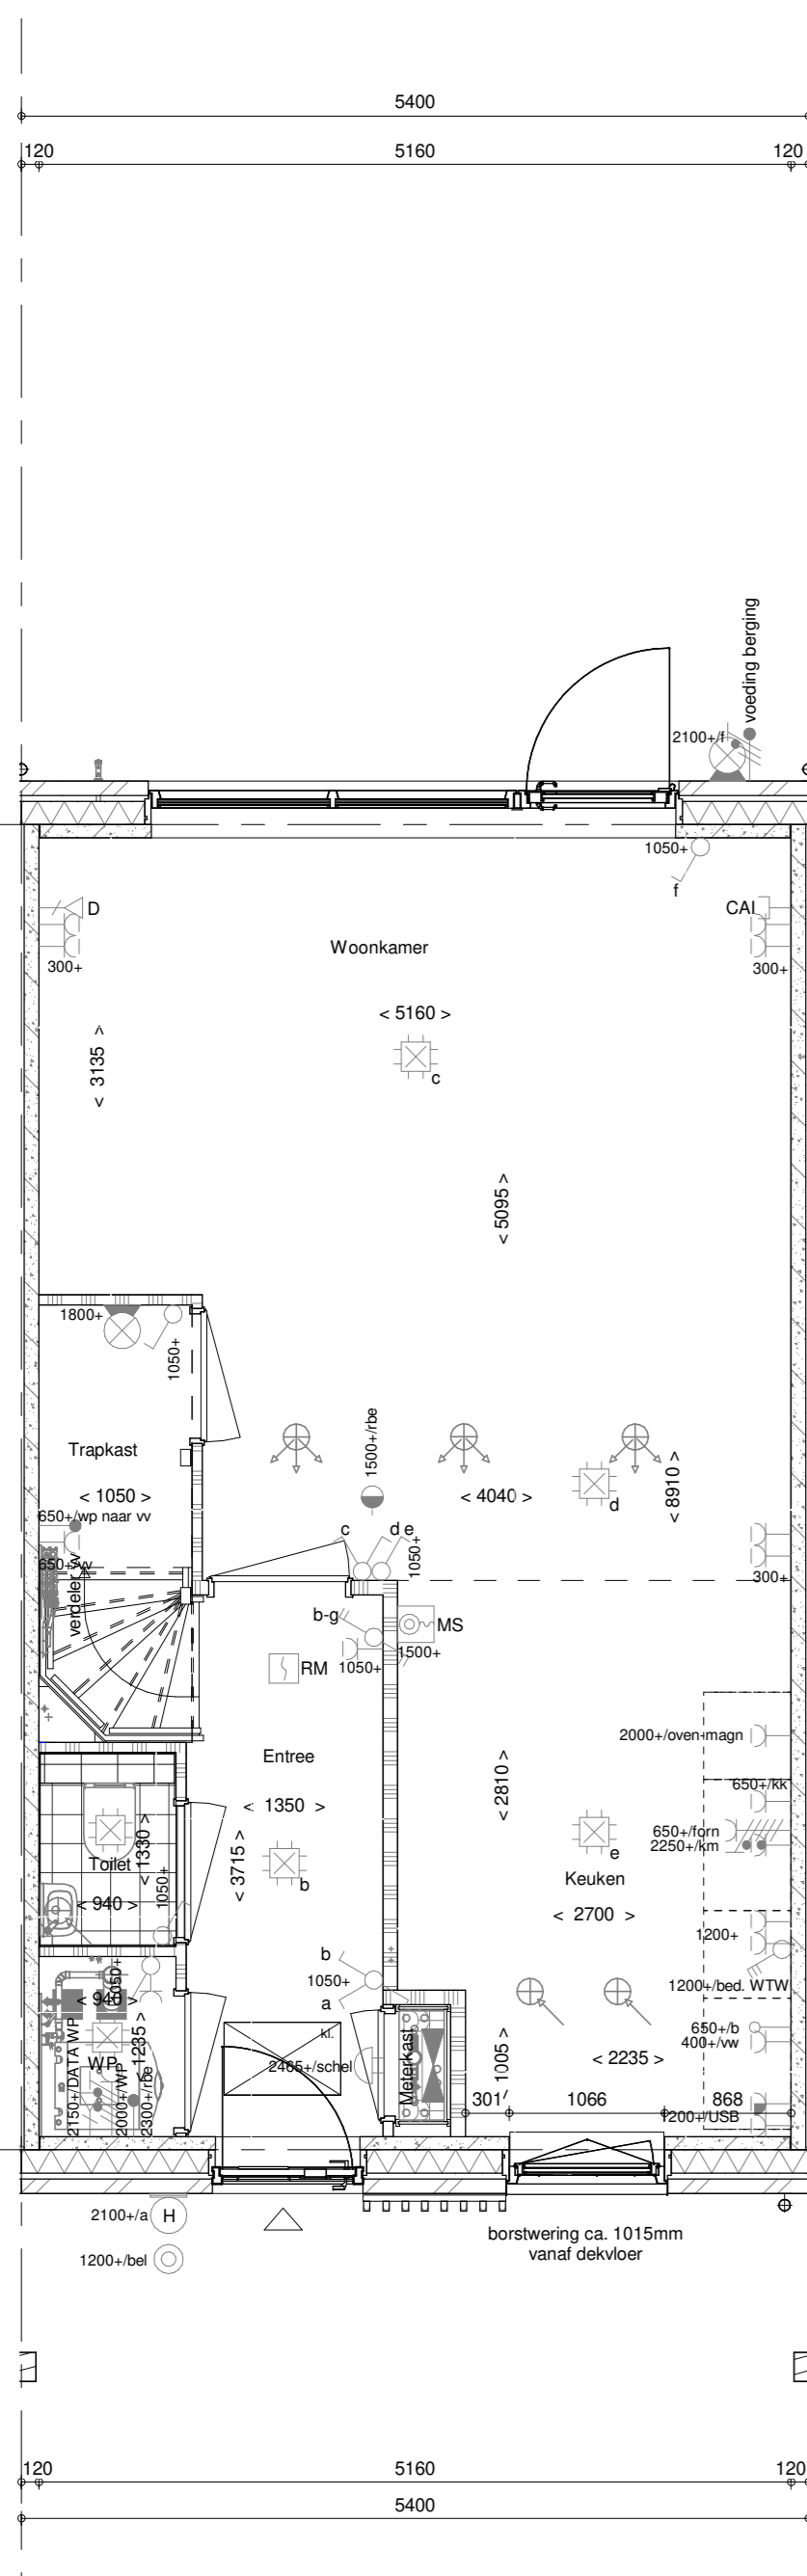 5400
120 5160 120
voeding berging
2100+/f
1050+
f
D
CAI
300+
300+
Woonkamer
< 5160 >
< 3135 >
c
< 5095 >
1800+
1050+
Trapkast
< 1050 >
650+/wp naar vv
650+/vv
verdeler vv
1500+/rbe
< 4040 >
d
< 8910 >
c
d e
1050+
300+
b-g
MS
1050+
1500+
RM
2000+/oven-magn
Entree
650+/kk
< 1350 >
< 2810 >
650+/forn
2250+/km
< 1330 >
Toilet
< 3715 >
b
e
Keuken
< 940 >
1050+
< 2700 >
1200+
b
1050+
a
1200+/bed. WTW
1050+
< 940 >
< 1235 >
WP
2150+/DATA WP
2000+/WP
2300+/rbe
kl.
2465+/schel
Meterkast
650+/b
400+/vw
< 1005 >
< 2235 >
301 1066 868
1200+/USB
2100+/a
H
1200+/bel
borstwering ca. 1015mm
vanaf dekvloer
120 5160 120
5400